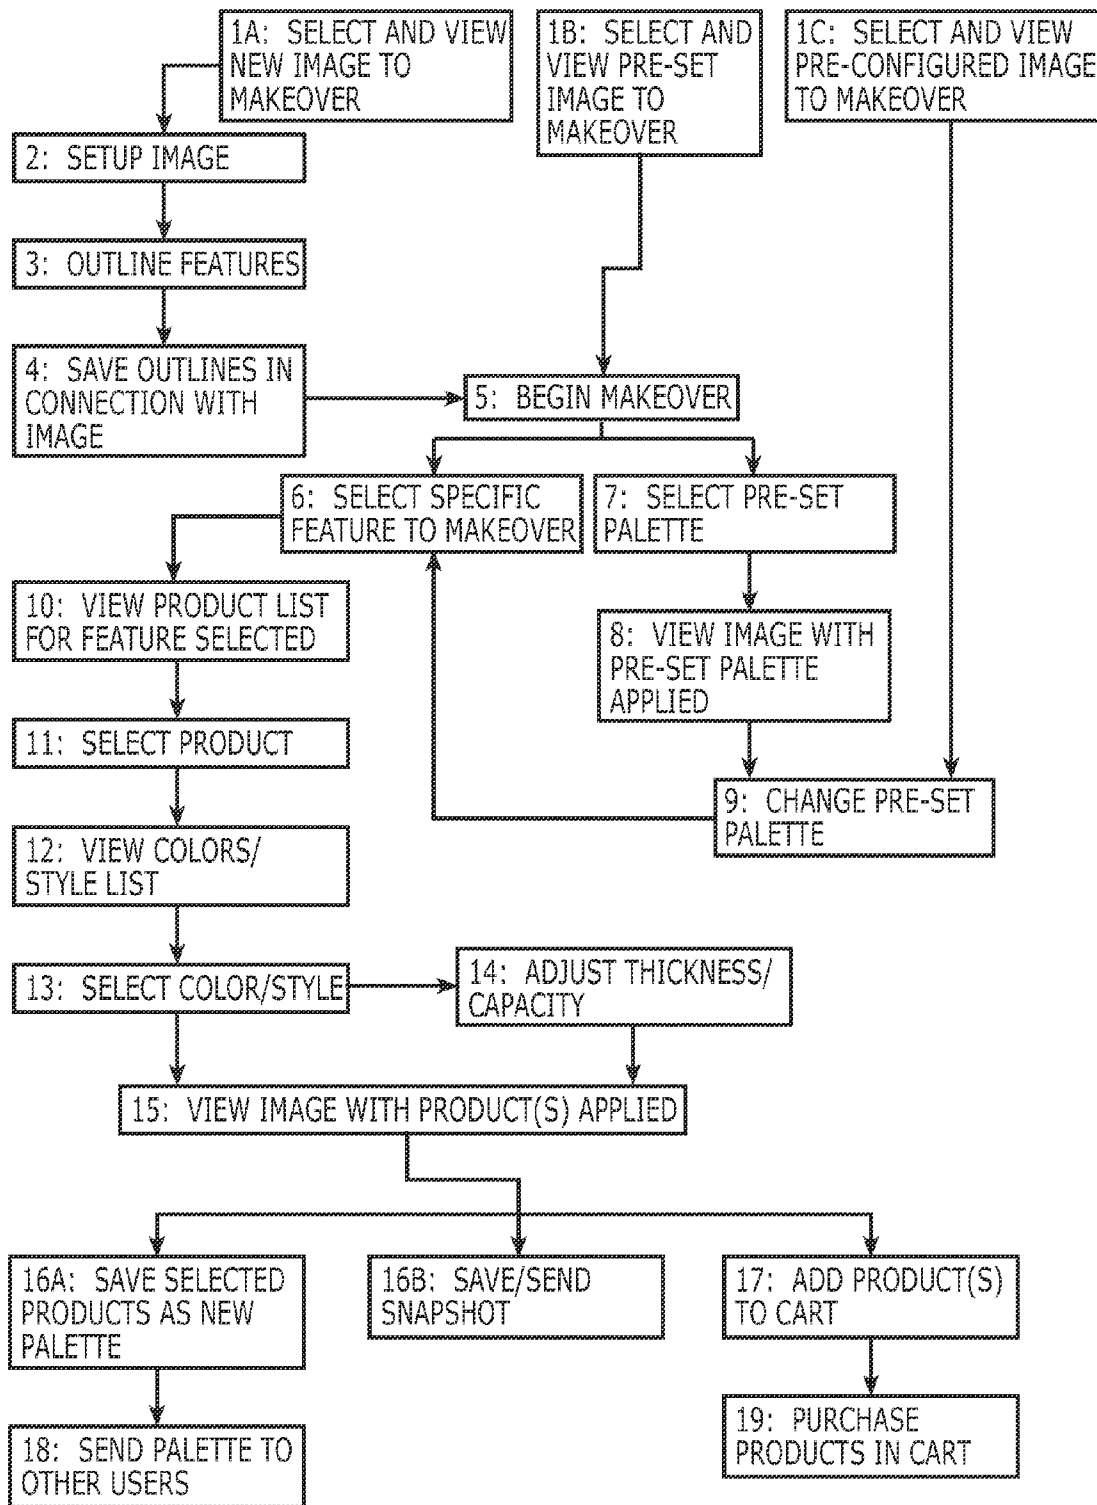 1A: SELECT AND VIEW
NEW IMAGE TO
MAKEOVER
1B: SELECT AND
VIEW PRE-SET
IMAGE TO
MAKEOVER
1C: SELECT AND VIEW
PRE-CONFIGURED IMAGE
TO MAKEOVER
2: SETUP IMAGE
3: OUTLINE FEATURES
4: SAVE OUTLINES IN
CONNECTION WITH
IMAGE
5: BEGIN MAKEOVER
6: SELECT SPECIFIC
FEATURE TO MAKEOVER
7: SELECT PRE-SET
PALETTE
8: VIEW IMAGE WITH
PRE-SET PALETTE
APPLIED
9: CHANGE PRE-SET
PALETTE
10: VIEW PRODUCT LIST
FOR FEATURE SELECTED
11: SELECT PRODUCT
12: VIEW COLORS/
STYLE LIST
13: SELECT COLOR/STYLE
14: ADJUST THICKNESS/
CAPACITY
15: VIEW IMAGE WITH PRODUCT(S) APPLIED
16A: SAVE SELECTED
PRODUCTS AS NEW
PALETTE
16B: SAVE/SEND
SNAPSHOT
17: ADD PRODUCT(S)
TO CART
18: SEND PALETTE TO
OTHER USERS
19: PURCHASE
PRODUCTS IN CART